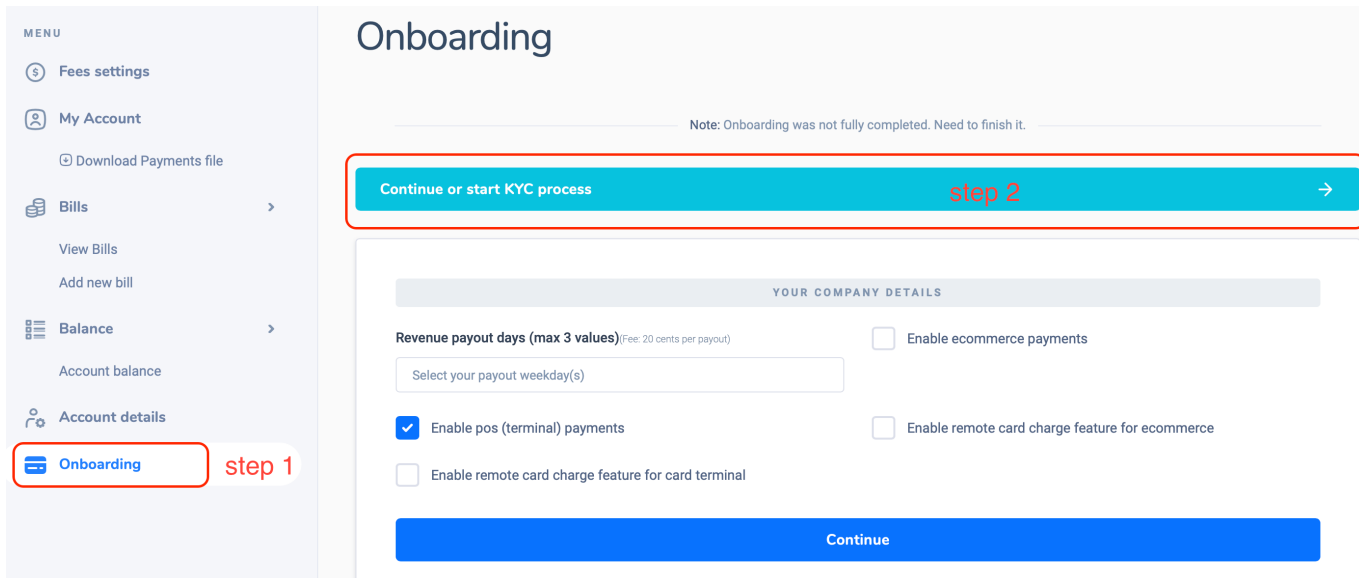 MENU
Fees settings
My Account
Download Payments file
Bills
View Bills
Add new bill
Balance
Account balance
Account details
Onboarding
step 1
Onboarding
Note: Onboarding was not fully completed. Need to finish it.
Continue or start KYC process
step 2
YOUR COMPANY DETAILS
Revenue payout days (max 3 values)(Fee: 20 cents per payout)
Select your payout weekday(s)
Enable ecommerce payments
Enable pos (terminal) payments
Enable remote card charge feature for ecommerce
Enable remote card charge feature for card terminal
Continue